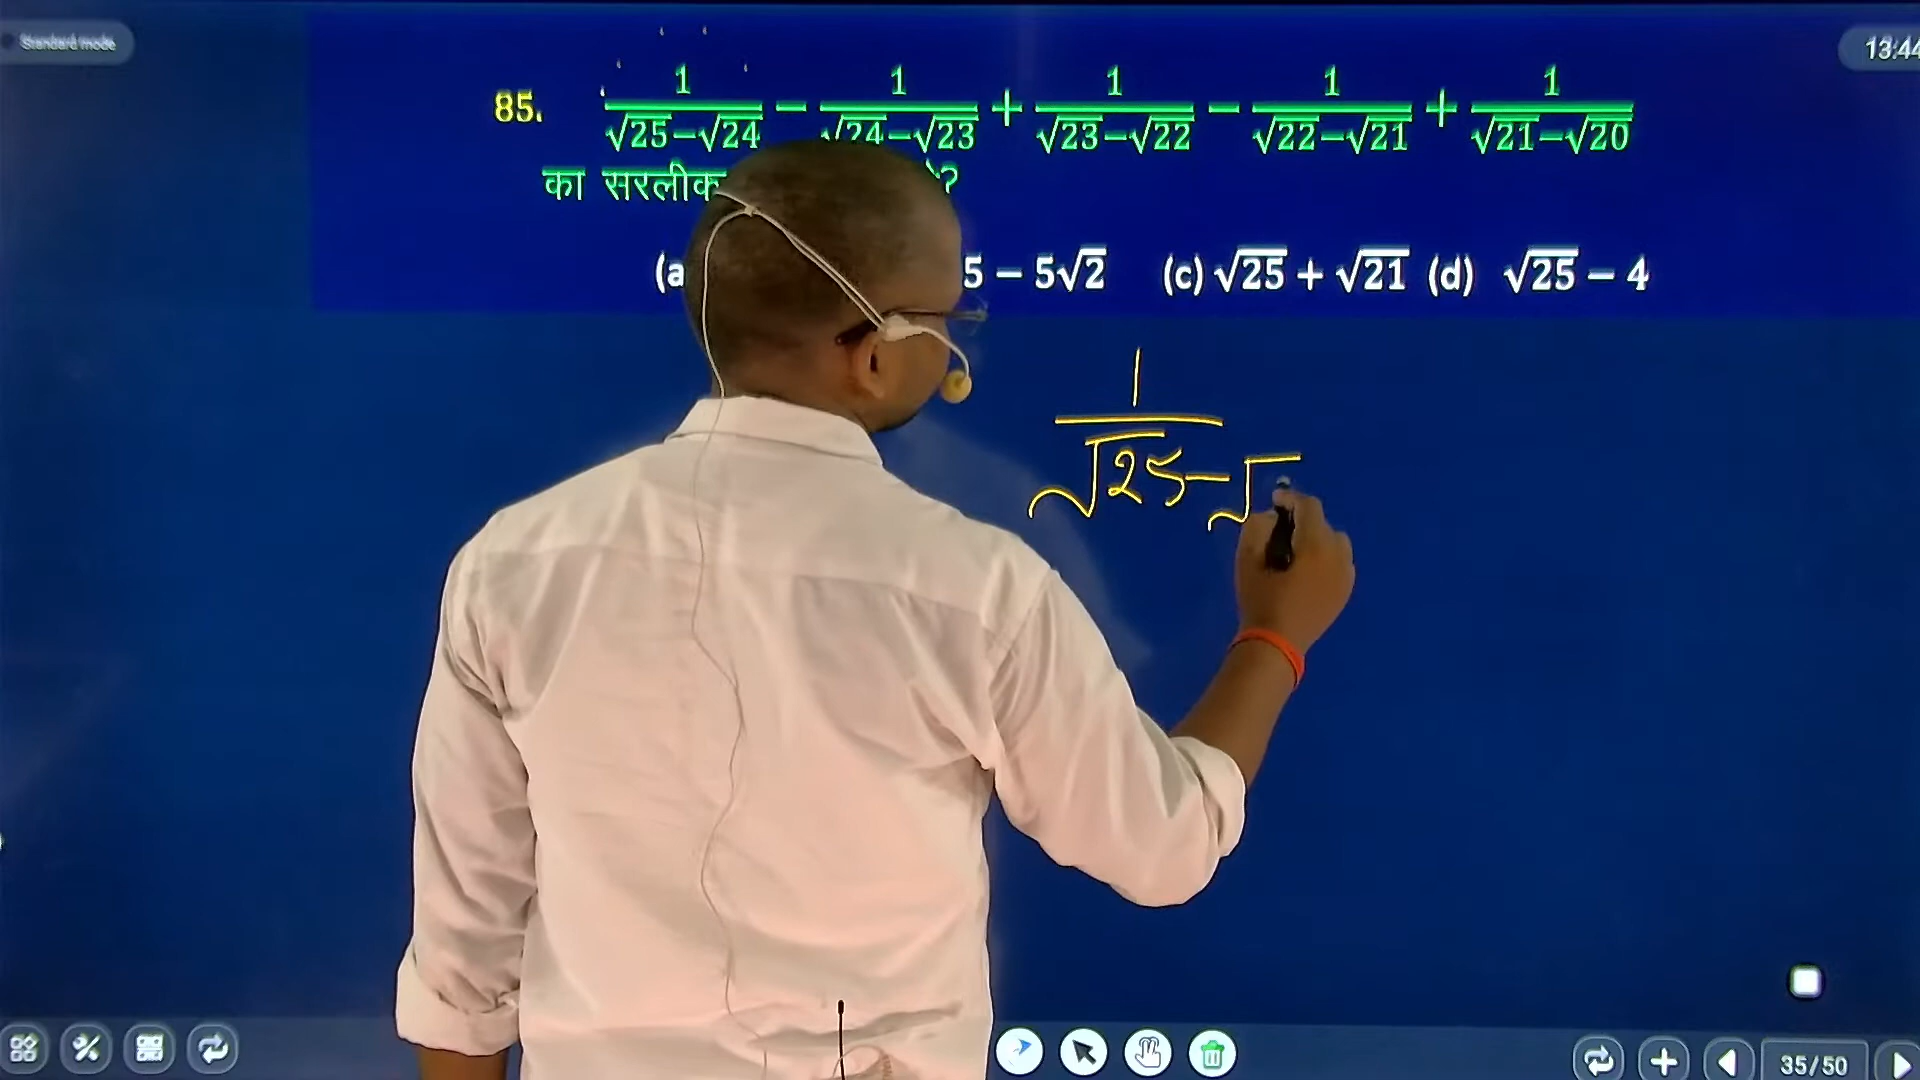 Standard mode
13:44
85. 1/(√25−√24) − 1/(√24−√23) + 1/(√23−√22) − 1/(√22−√21) + 1/(√21−√20)
का ?
(a 5 − 5√2 (c) √25 + √21 (d) √25 − 4
1/(√25−√
35/50